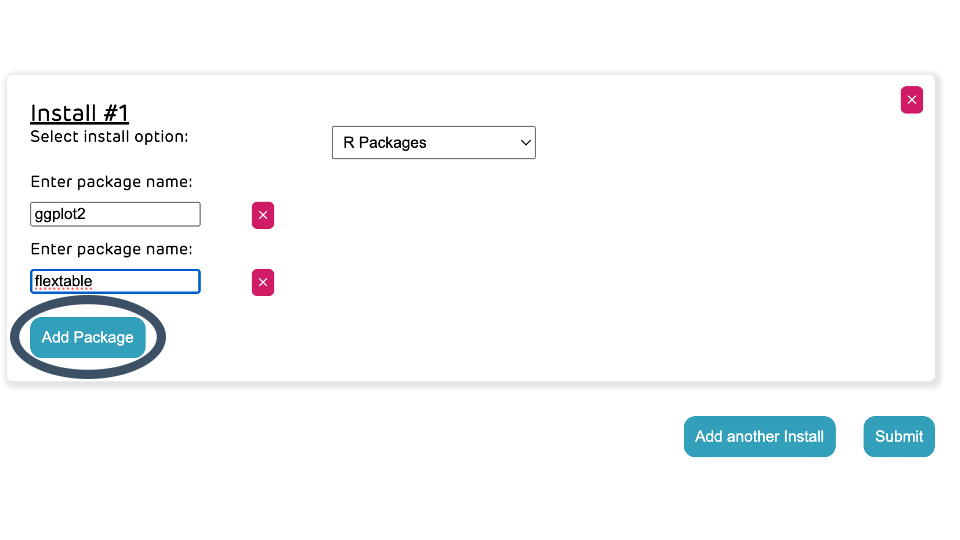 Install #1
Select install option:
R Packages
Enter package name:
ggplot2
Enter package name:
flextable
Add Package
Add another Install
Submit